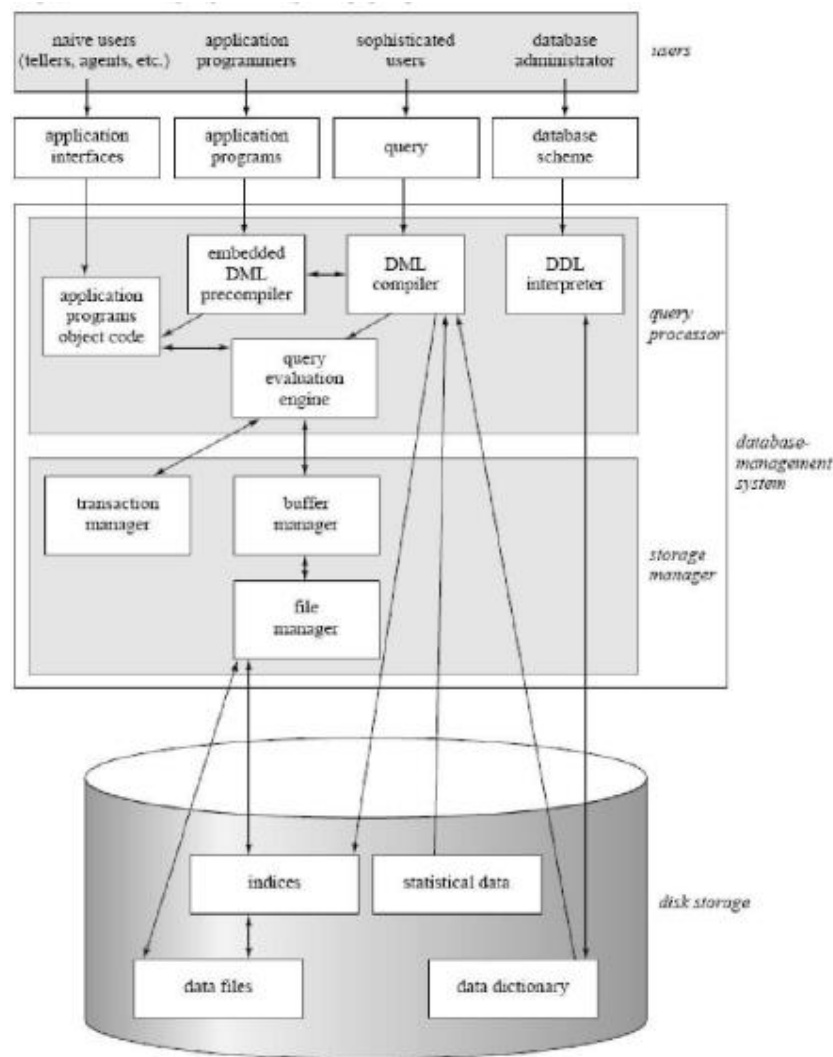 naive users
(tellers, agents, etc.)
application
programmers
sophisticated
users
database
administrator
users
application
interfaces
application
programs
query
database
scheme
embedded
DML
precompiler
DML
compiler
DDL
interpreter
application
programs
object code
query
evaluation
engine
query
processor
database-
management
system
transaction
manager
buffer
manager
storage
manager
file
manager
indices
statistical data
disk storage
data files
data dictionary